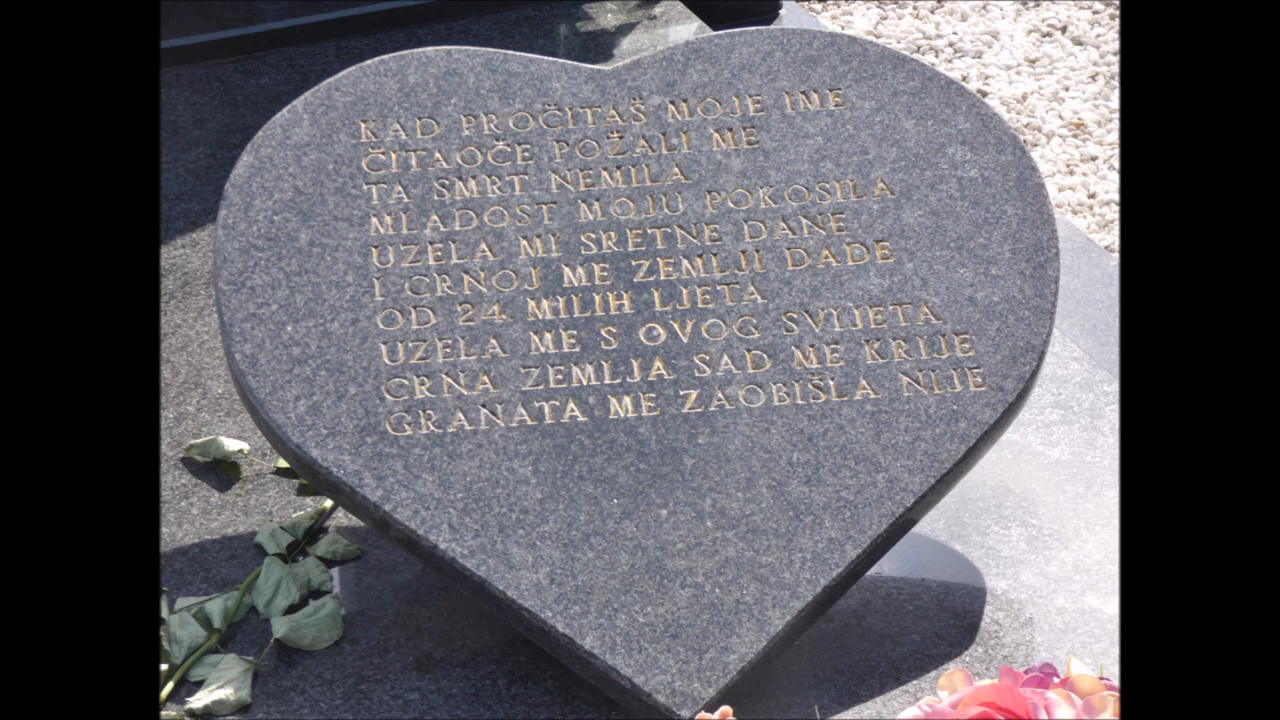 KAD PROČITAŠ MOJE IME
ČITAOČE POŽALI ME
TA SMRT NEMILA
MLADOST MOJU POKOSILA
UZELA MI SRETNE DANE
I CRNOJ ME ZEMLJI DADE
OD 24. MILIH LJETA
UZELA ME S OVOG SVIJETA
CRNA ZEMLJA SAD ME KRIJE
GRANATA ME ZAOBIŠLA NIJE